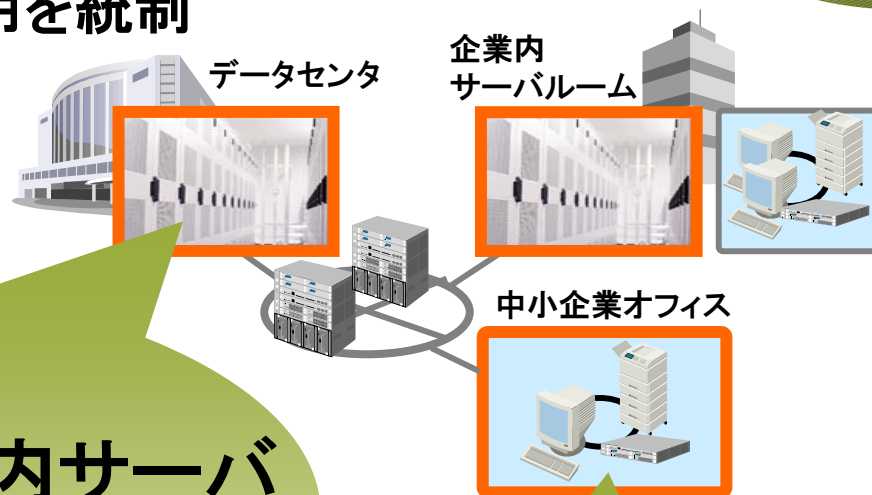 用を統制
データセンタ
企業内
サーバルーム
中小企業オフィス
内サーバ